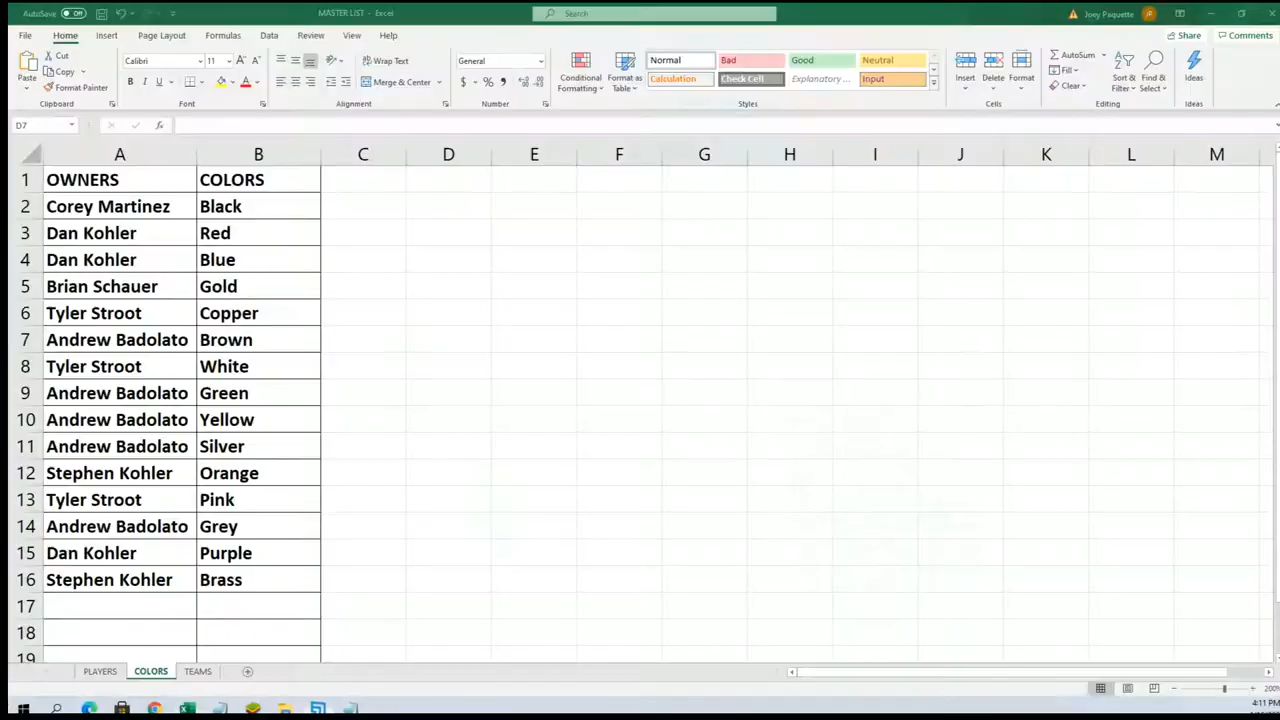 AutoSave Off MASTER LIST - Excel Search Joey Paquette JP
File Home Insert Page Layout Formulas Data Review View Help Share Comments
Paste Cut Copy Format Painter Clipboard
Calibri 11 A A B I U A Font
Wrap Text Merge & Center Alignment
General $ % Number
Conditional Formatting Format as Table
Normal Bad Good Neutral
Calculation Check Cell Explanatory ... Input
Styles
Insert Delete Format Cells
AutoSum Fill Clear Sort & Filter Find & Select Editing
Ideas Ideas
D7 fx
A B C D E F G H I J K L M
1 OWNERS COLORS
2 Corey Martinez Black
3 Dan Kohler Red
4 Dan Kohler Blue
5 Brian Schauer Gold
6 Tyler Stroot Copper
7 Andrew Badolato Brown
8 Tyler Stroot White
9 Andrew Badolato Green
10 Andrew Badolato Yellow
11 Andrew Badolato Silver
12 Stephen Kohler Orange
13 Tyler Stroot Pink
14 Andrew Badolato Grey
15 Dan Kohler Purple
16 Stephen Kohler Brass
17
18
19
PLAYERS COLORS TEAMS
200%
4:11 PM